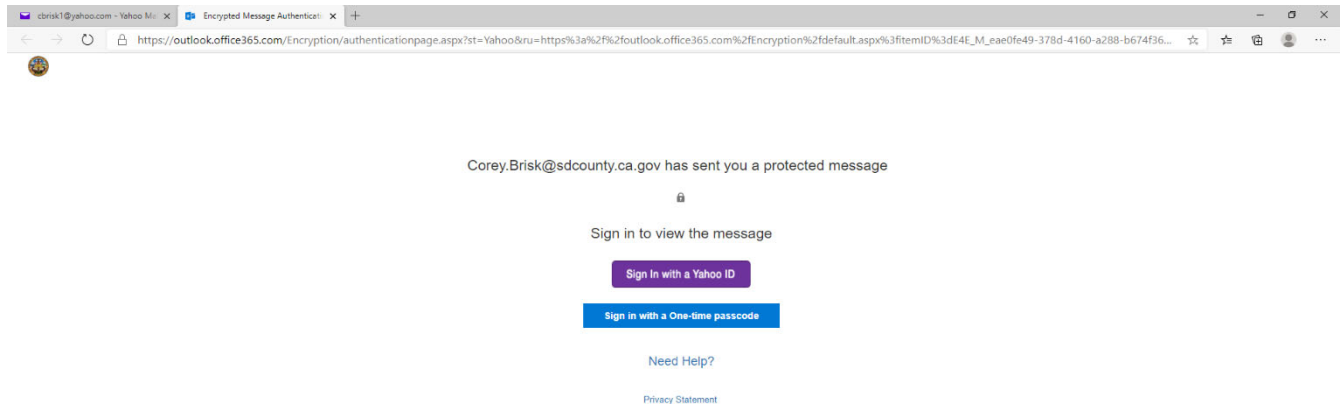 cbrisk1@yahoo.com - Yahoo Ma
Encrypted Message Authenticati
https://outlook.office365.com/Encryption/authenticationpage.aspx?st=Yahoo&ru=https%3a%2f%2foutlook.office365.com%2fEncryption%2fdefault.aspx%3fitemID%3dE4E_M_eae0fe49-378d-4160-a288-b674f36...
Corey.Brisk@sdcounty.ca.gov has sent you a protected message
Sign in to view the message
Sign In with a Yahoo ID
Sign in with a One-time passcode
Need Help?
Privacy Statement